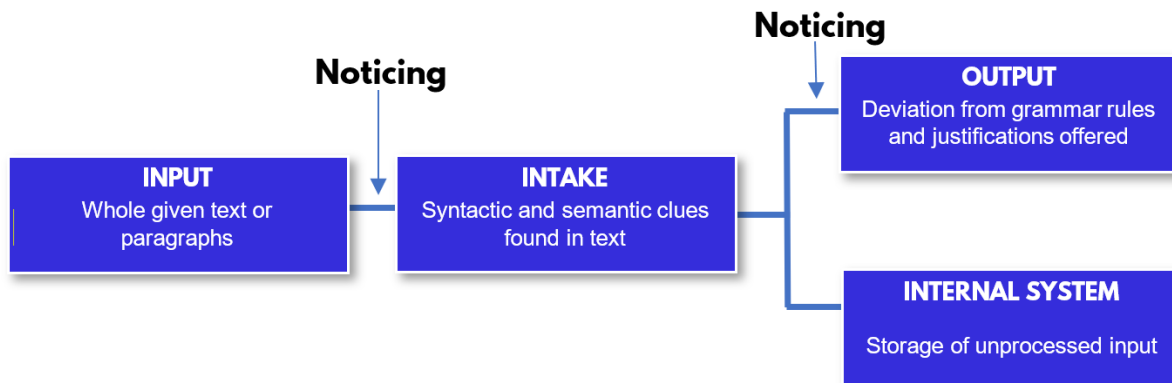 Noticing
Noticing
INPUT
Whole given text or
paragraphs
INTAKE
Syntactic and semantic clues
found in text
OUTPUT
Deviation from grammar rules
and justifications offered
INTERNAL SYSTEM
Storage of unprocessed input